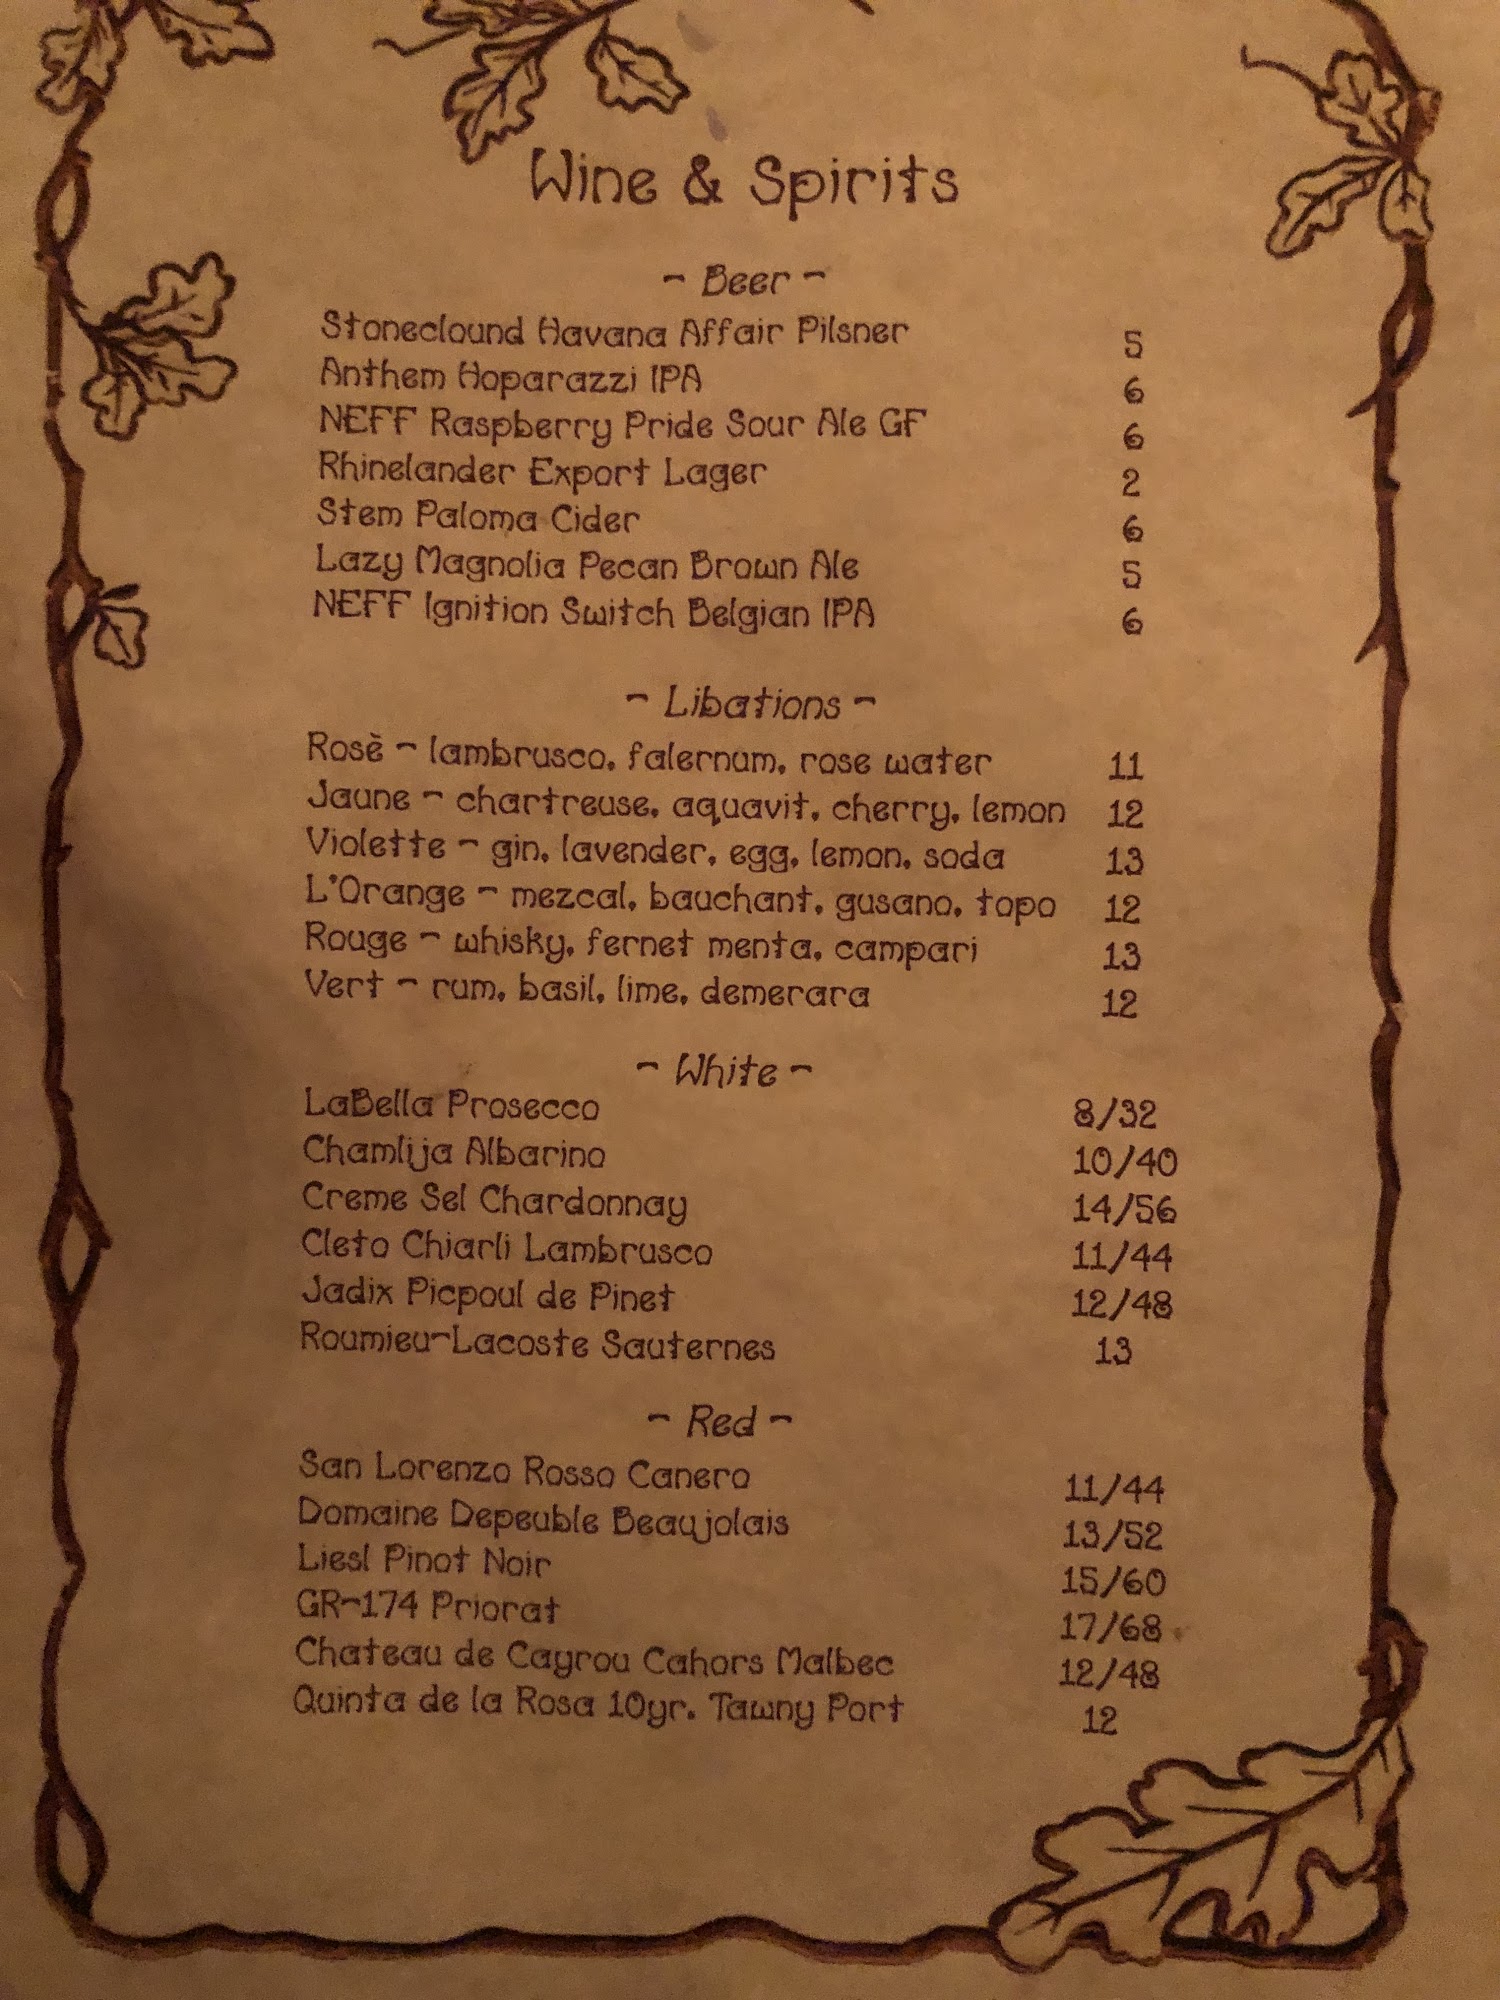 Wine & Spirits
~ Beer ~
Stoneclound Havana Affair Pilsner 5
Anthem Hoparazzi IPA 6
NEFF Raspberry Pride Sour Ale GF 6
Rhinelander Export Lager 2
Stem Paloma Cider 6
Lazy Magnolia Pecan Brown Ale 5
NEFF Ignition Switch Belgian IPA 6
~ Libations ~
Rosè ~ lambrusco, falernum, rose water 11
Jaune ~ chartreuse, aquavit, cherry, lemon 12
Violette ~ gin, lavender, egg, lemon, soda 13
L'Orange ~ mezcal, bauchant, gusano, topo 12
Rouge ~ whisky, fernet menta, campari 13
Vert ~ rum, basil, lime, demerara 12
~ White ~
LaBella Prosecco 8/32
Chamlija Albarino 10/40
Creme Sel Chardonnay 14/56
Cleto Chiarli Lambrusco 11/44
Jadix Picpoul de Pinet 12/48
Roumieu-Lacoste Sauternes 13
~ Red ~
San Lorenzo Rosso Canero 11/44
Domaine Depeuble Beaujolais 13/52
Liesl Pinot Noir 15/60
GR-174 Priorat 17/68
Chateau de Cayrou Cahors Malbec 12/48
Quinta de la Rosa 10yr. Tawny Port 12